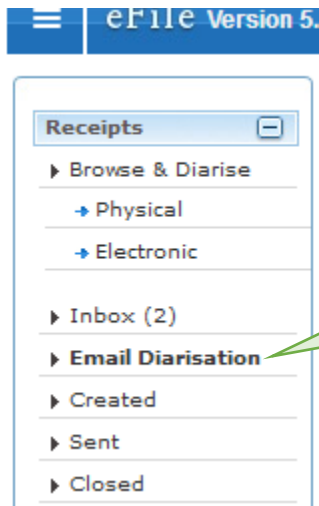 eFile Version 5.
Receipts
Browse & Diarise
Physical
Electronic
Inbox (2)
Email Diarisation
Created
Sent
Closed